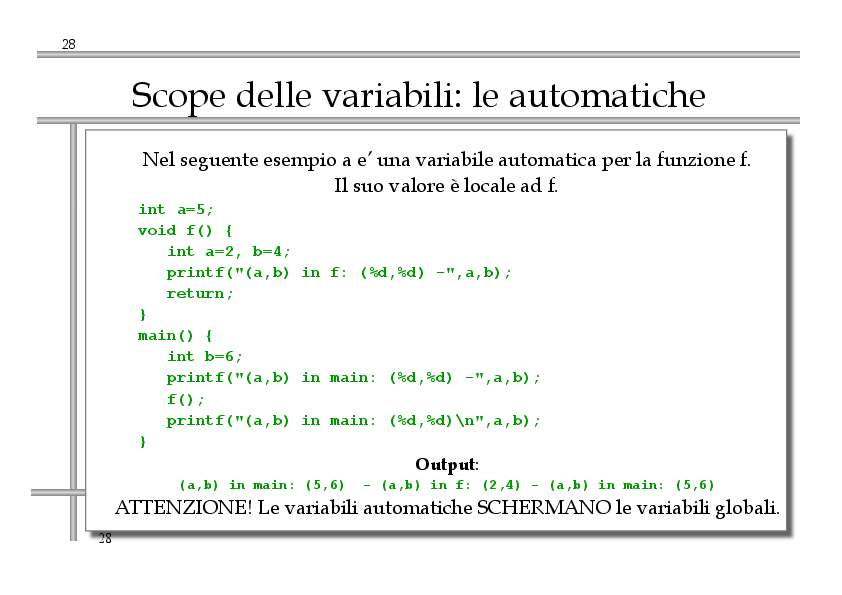 28
Scope delle variabili: le automatiche
Nel seguente esempio a e´ una variabile automatica per la funzione f.
Il suo valore è locale ad f.
int a=5;
void f() {
int a=2, b=4;
printf("(a,b) in f: (%d,%d) -",a,b);
return;
}
main() {
int b=6;
printf("(a,b) in main: (%d,%d) -",a,b);
f();
printf("(a,b) in main: (%d,%d)\n",a,b);
}
Output:
(a,b) in main: (5,6)  - (a,b) in f: (2,4) - (a,b) in main: (5,6)
ATTENZIONE! Le variabili automatiche SCHERMANO le variabili globali.
28